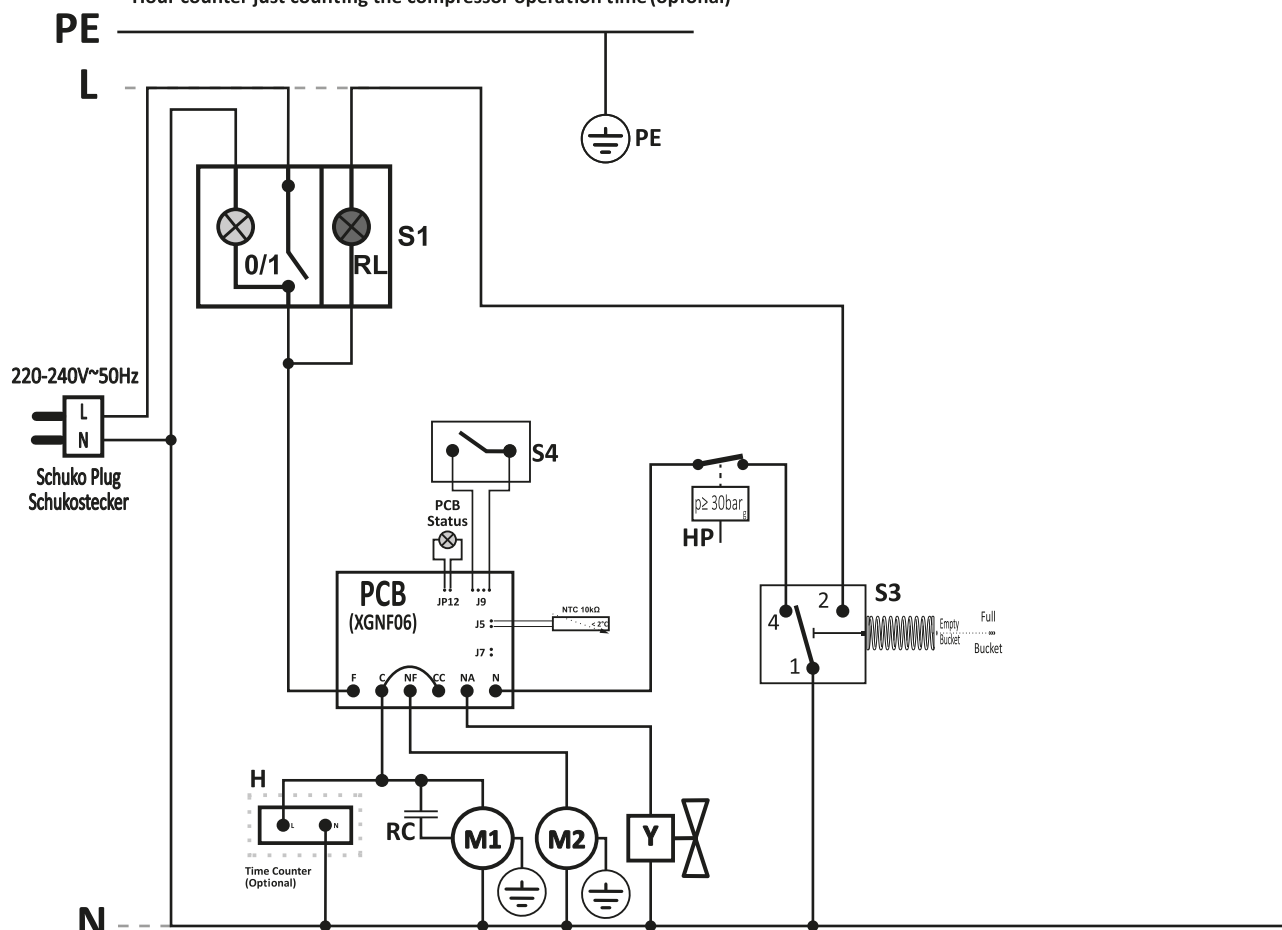 Hour counter just counting the compressor operation time (optional)
PE
L
PE
S1
0/1
RL
220-240V~50Hz
L
N
Schuko Plug
Schukostecker
S4
PCB
Status
p≥ 30bar
HP
PCB
(XGNF06)
JP12
J9
J5
J7
NTC 10kΩ
< 2°C
S3
2
4
1
Empty
Bucket
Full
Bucket
F
C
NF
CC
NA
N
H
L
N
Time Counter
(Optional)
RC
M1
M2
Y
N